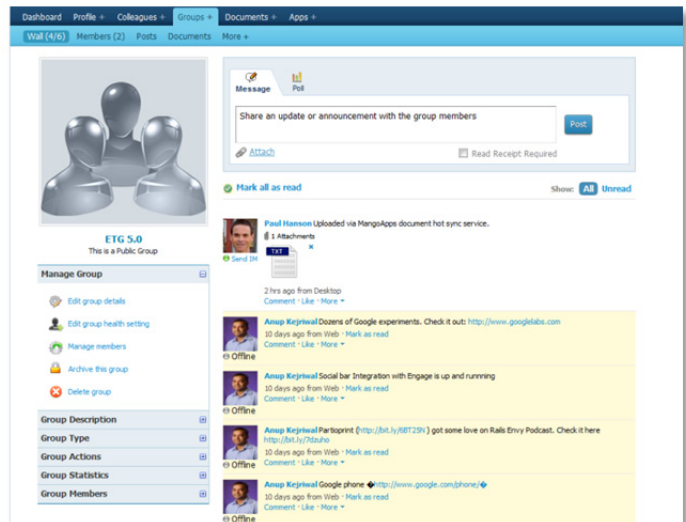 Dashboard Profile + Colleagues + Groups + Documents + Apps +
Wall (4/6) Members (2) Posts Documents More +
Message Poll
Share an update or announcement with the group members
Post
Attach Read Receipt Required
Mark all as read Show: All Unread
ETG 5.0
This is a Public Group
Manage Group
Edit group details
Edit group health setting
Manage members
Archive this group
Delete group
Group Description
Group Type
Group Actions
Group Statistics
Group Members
Paul Hanson Uploaded via MangoApps document hot sync service.
1 Attachments
Send IM
TXT
2 hrs ago from Desktop
Comment · Like · More
Anup Kejriwal Dozens of Google experiments. Check it out: http://www.googlelabs.com
10 days ago from Web · Mark as read
Comment · Like · More
Offline
Anup Kejriwal Social bar Integration with Engage is up and runnning
10 days ago from Web · Mark as read
Comment · Like · More
Offline
Anup Kejriwal Partioprint (http://bit.ly/6BT2SN ) got some love on Rails Envy Podcast. Check it here
http://bit.ly/7dzuho
10 days ago from Web · Mark as read
Comment · Like · More
Offline
Anup Kejriwal Google phone �http://www.google.com/phone/�
10 days ago from Web · Mark as read
Comment · Like · More
Offline